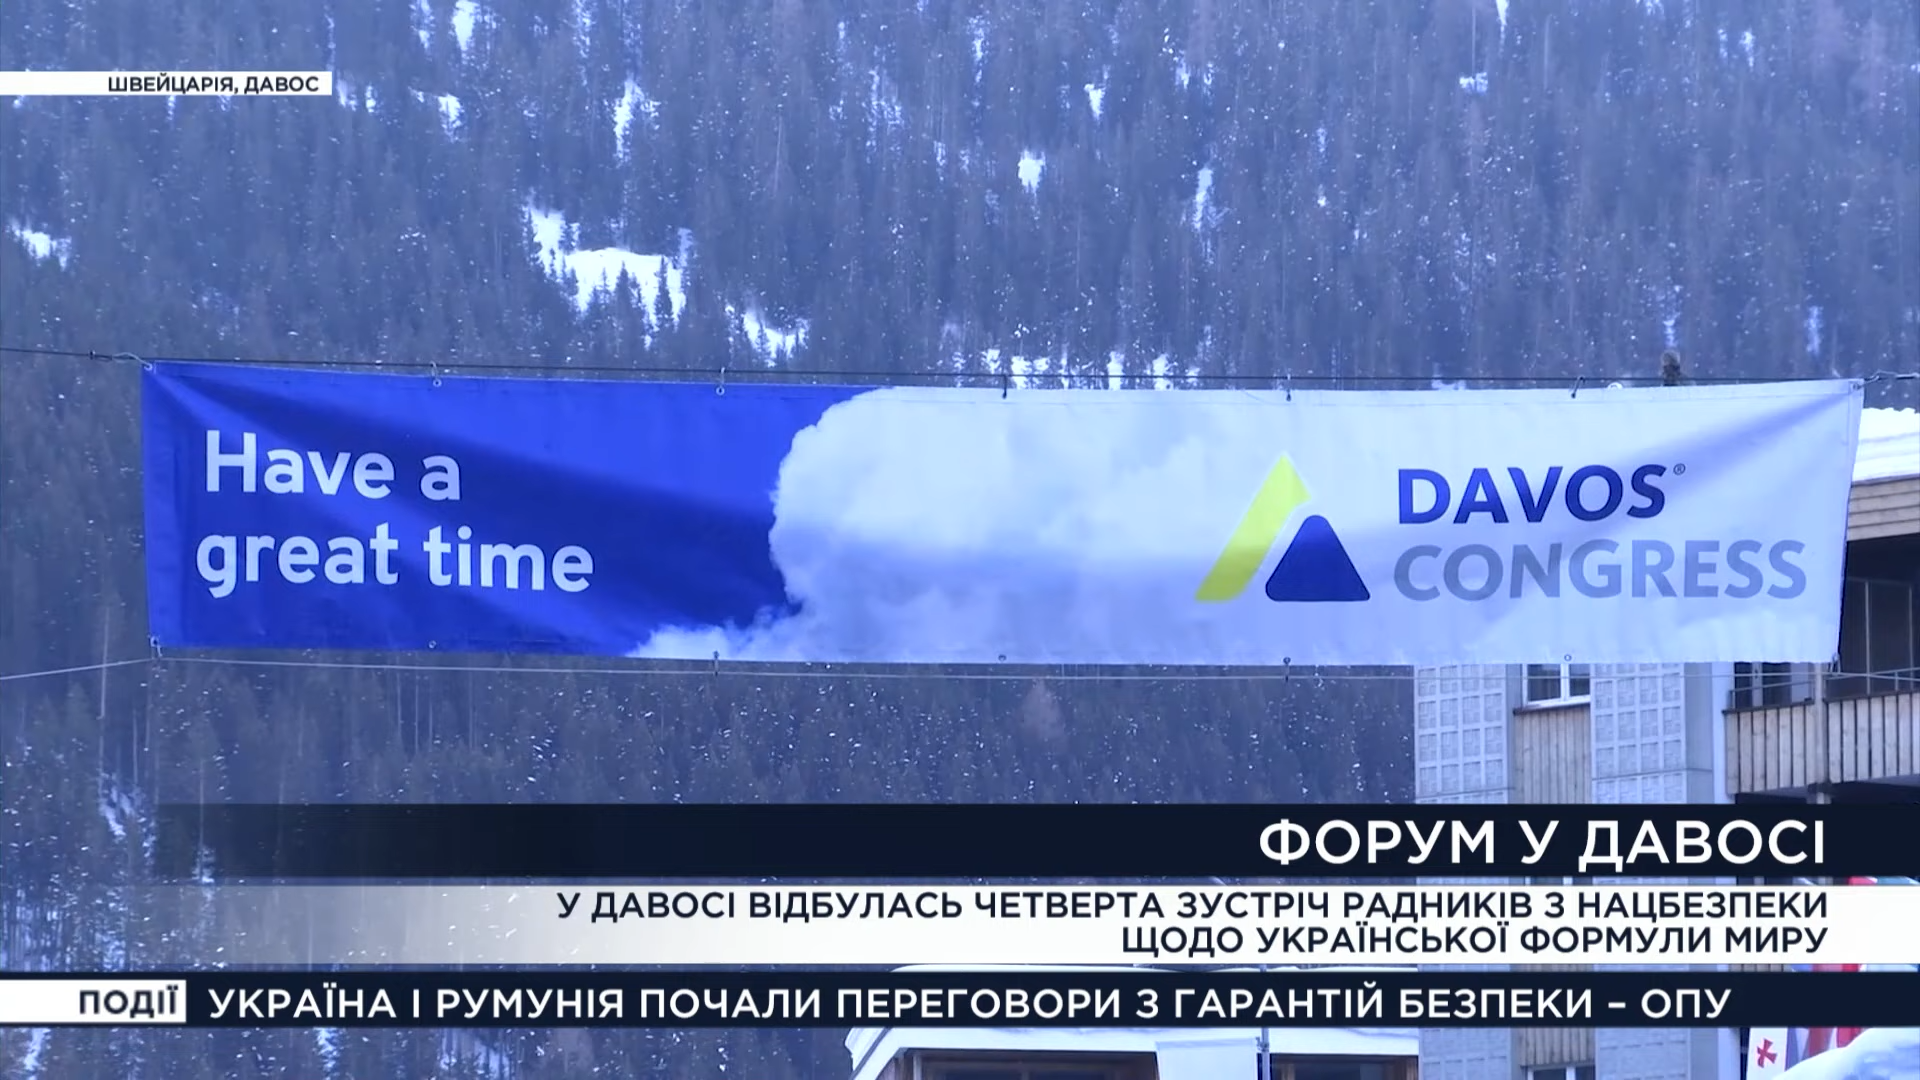 ШВЕЙЦАРІЯ, ДАВОС
Have a
great time
DAVOS®
CONGRESS
ФОРУМ У ДАВОСІ
У ДАВОСІ ВІДБУЛАСЬ ЧЕТВЕРТА ЗУСТРІЧ РАДНИКІВ З НАЦБЕЗПЕКИ
ЩОДО УКРАЇНСЬКОЇ ФОРМУЛИ МИРУ
ПОДІЇ УКРАЇНА І РУМУНІЯ ПОЧАЛИ ПЕРЕГОВОРИ З ГАРАНТІЙ БЕЗПЕКИ – ОПУ